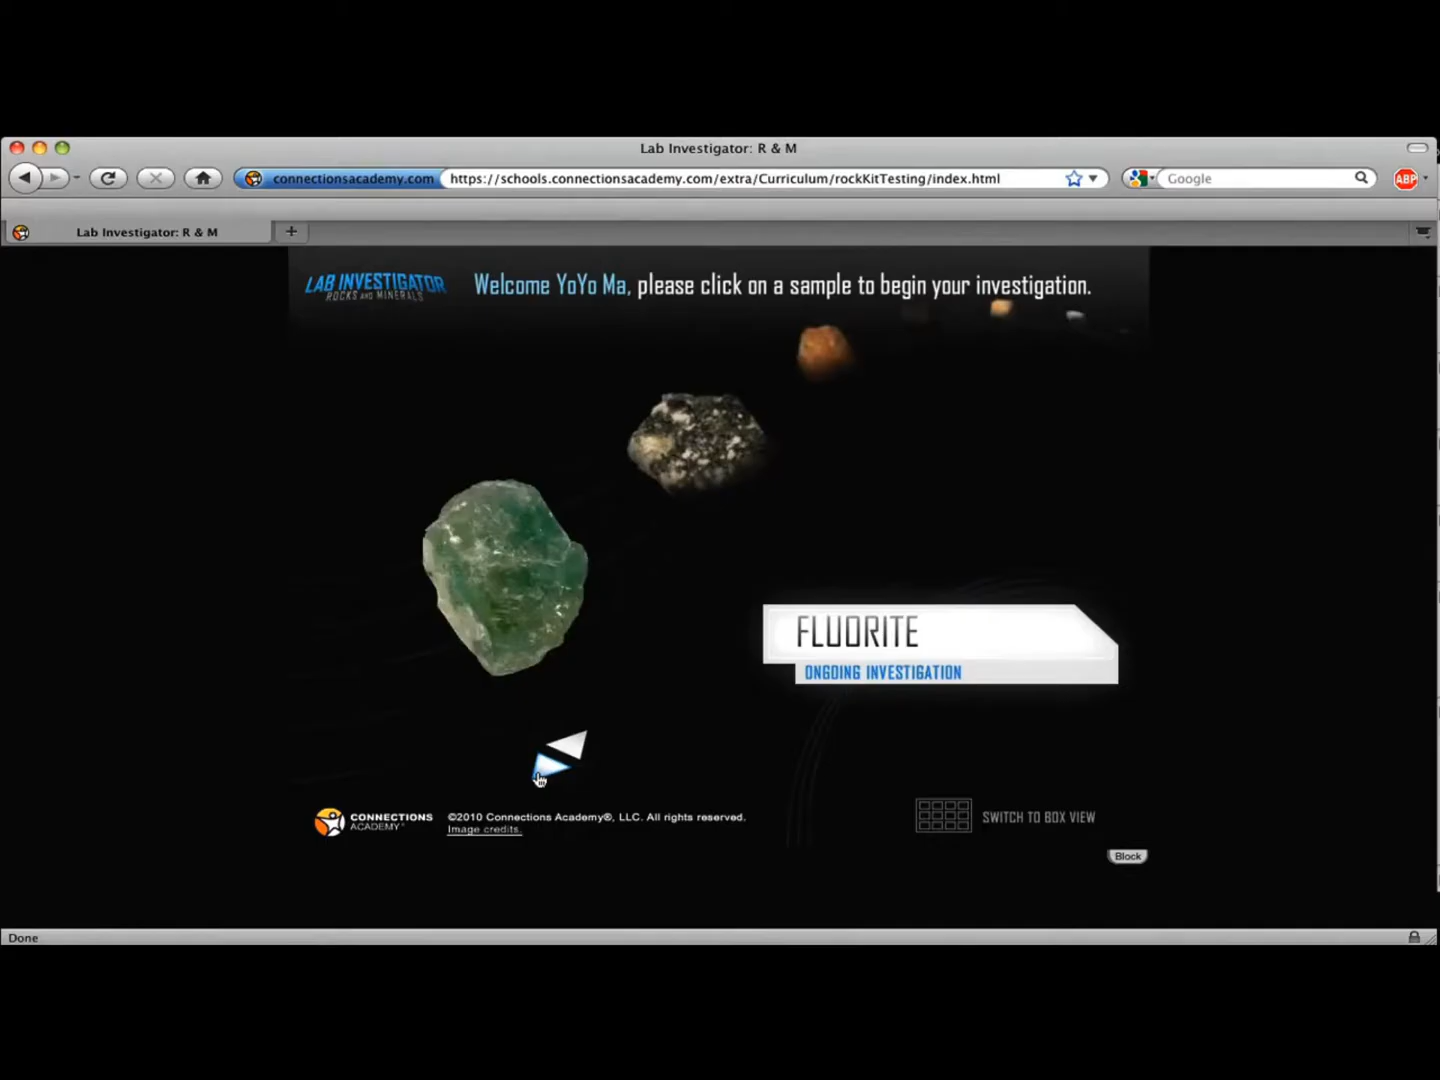 Lab Investigator: R & M
connectionsacademy.com
https://schools.connectionsacademy.com/extra/Curriculum/rockKitTesting/index.html
Google
ABP
Lab Investigator: R & M
+
LAB INVESTIGATOR
ROCKS AND MINERALS
Welcome YoYo Ma, please click on a sample to begin your investigation.
FLUORITE
ONGOING INVESTIGATION
CONNECTIONS
ACADEMY®
©2010 Connections Academy®, LLC. All rights reserved.
Image credits.
SWITCH TO BOX VIEW
Block
Done